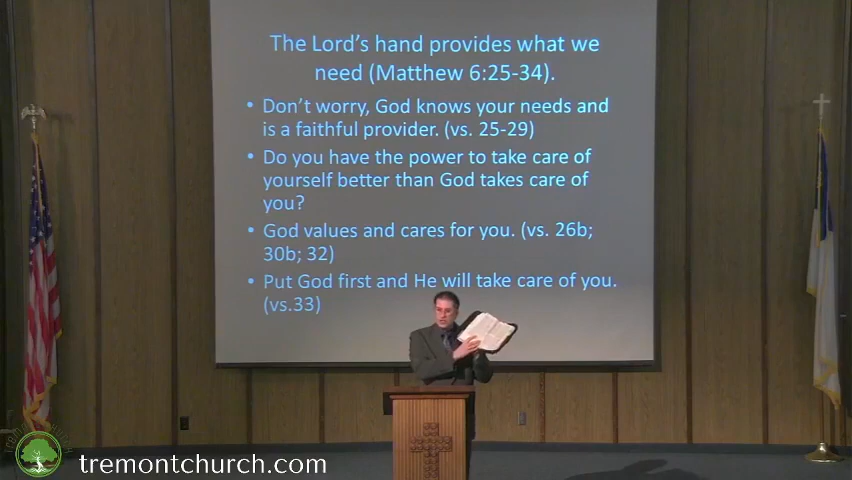 The Lord's hand provides what we
need (Matthew 6:25-34).
• Don't worry, God knows your needs and
is a faithful provider. (vs. 25-29)
• Do you have the power to take care of
yourself better than God takes care of
you?
• God values and cares for you. (vs. 26b;
30b; 32)
• Put God first and He will take care of you.
(vs.33)
tremontchurch.com